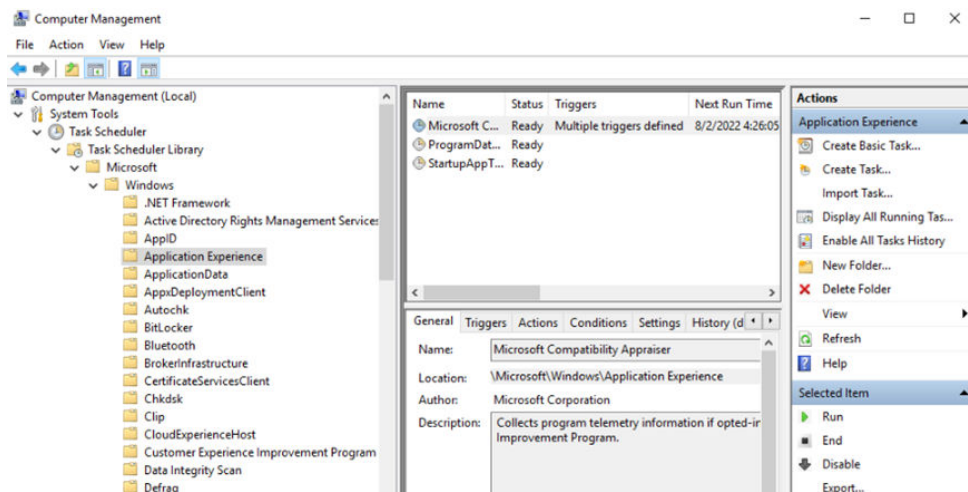 Computer Management
File Action View Help
Computer Management (Local)
System Tools
Task Scheduler
Task Scheduler Library
Microsoft
Windows
.NET Framework
Active Directory Rights Management Services
AppID
Application Experience
ApplicationData
AppxDeploymentClient
Autochk
BitLocker
Bluetooth
BrokerInfrastructure
CertificateServicesClient
Chkdsk
Clip
CloudExperienceHost
Customer Experience Improvement Program
Data Integrity Scan
Defrag
Name Status Triggers Next Run Time
Microsoft C... Ready Multiple triggers defined 8/2/2022 4:26:05
ProgramDat... Ready
StartupAppT... Ready
General Triggers Actions Conditions Settings History (d
Name: Microsoft Compatibility Appraiser
Location: \Microsoft\Windows\Application Experience
Author: Microsoft Corporation
Description: Collects program telemetry information if opted-in
Improvement Program.
Actions
Application Experience
Create Basic Task...
Create Task...
Import Task...
Display All Running Tas...
Enable All Tasks History
New Folder...
Delete Folder
View
Refresh
Help
Selected Item
Run
End
Disable
Export...